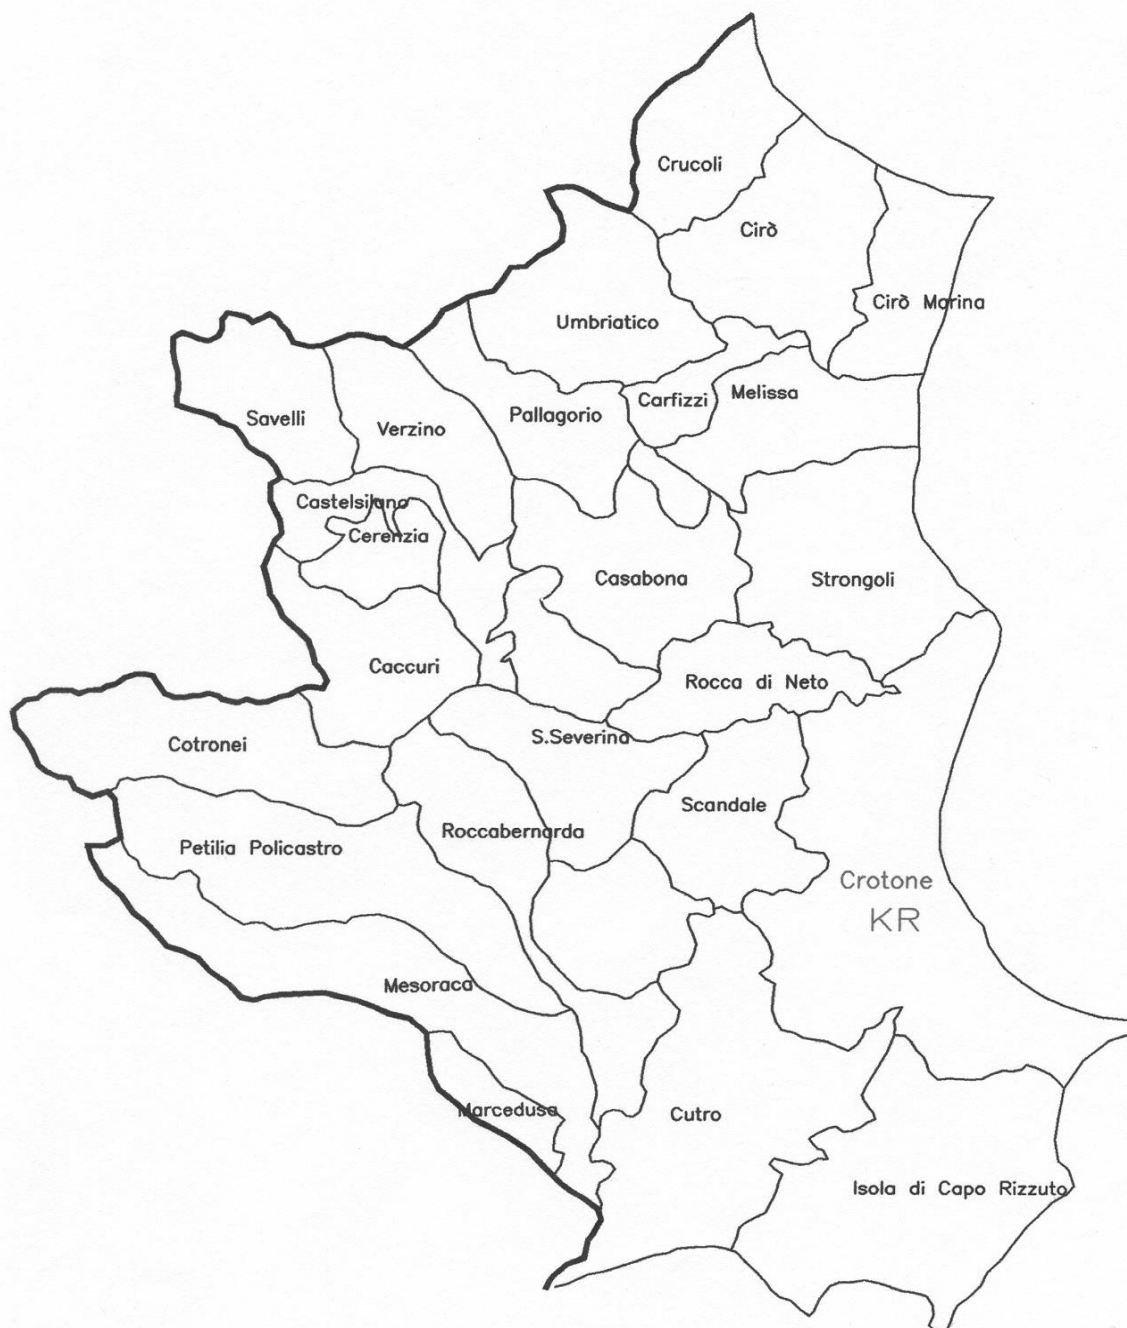 Crucoli
Cirò
Cirò Marina
Umbriatico
Carfizzi
Melissa
Pallagorio
Savelli
Verzino
Castelsilano
Cerenzia
Casabona
Strongoli
Caccuri
Rocca di Neto
Cotronei
S.Severina
Scandale
Roccabernarda
Petilia Policastro
Crotone
KR
Mesoraca
Marcedusa
Cutro
Isola di Capo Rizzuto